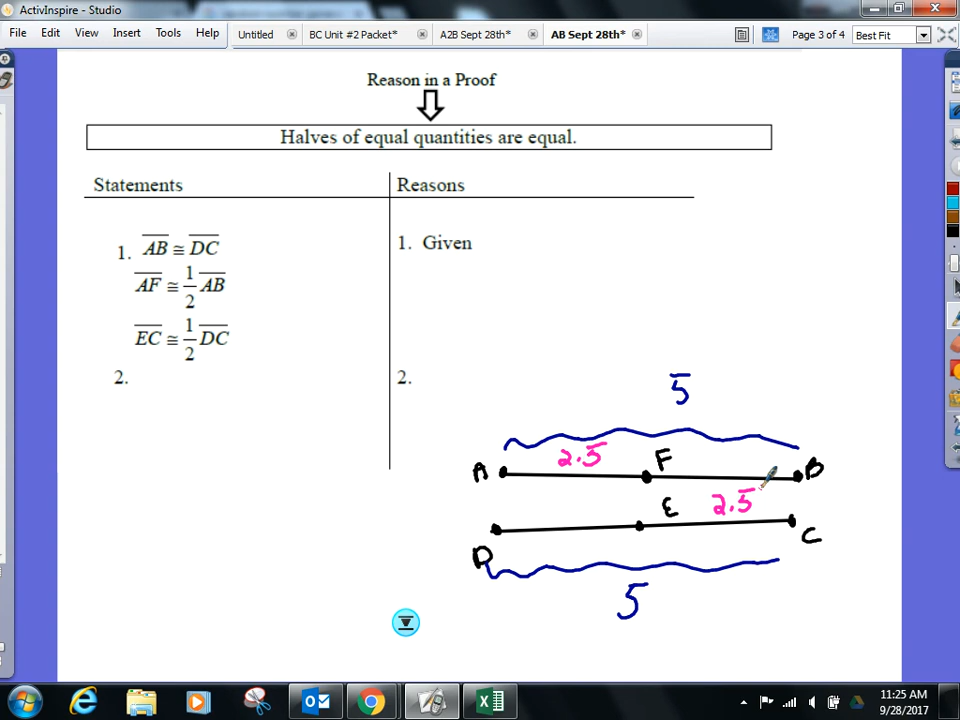 ActivInspire - Studio
File Edit View Insert Tools Help Untitled BC Unit #2 Packet* A2B Sept 28th* AB Sept 28th* Page 3 of 4 Best Fit
Reason in a Proof
Halves of equal quantities are equal.
Statements Reasons
1. AB ≅ DC 1. Given
AF ≅ 1/2 AB
EC ≅ 1/2 DC
2. 2.
5
A 2.5 F B
E 2.5
D C
5
11:25 AM
9/28/2017